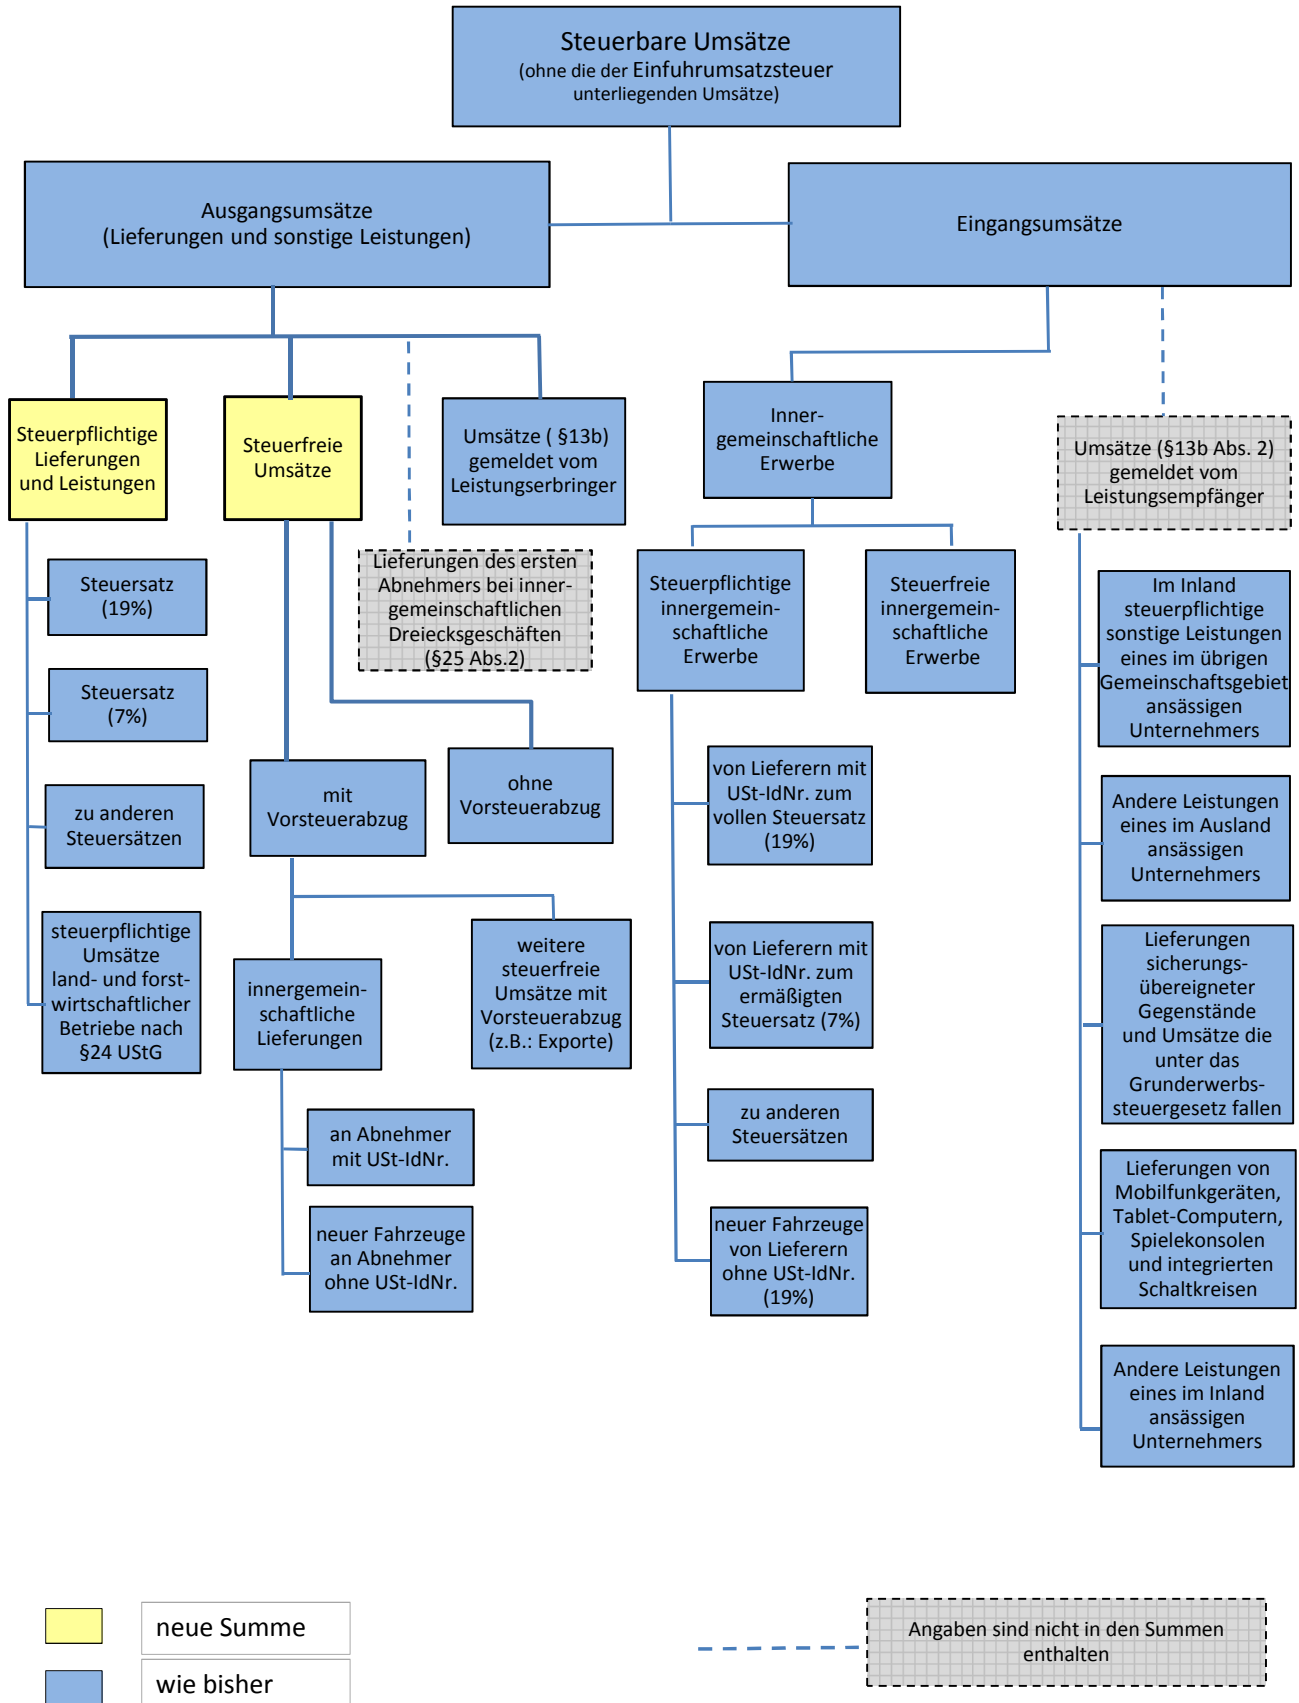 Steuerbare Umsätze
(ohne die der Einfuhrumsatzsteuer
unterliegenden Umsätze)
Ausgangsumsätze
(Lieferungen und sonstige Leistungen)
Eingangsumsätze
Steuerpflichtige
Lieferungen
und Leistungen
Steuerfreie
Umsätze
Umsätze ( §13b)
gemeldet vom
Leistungserbringer
Inner-
gemeinschaftliche
Erwerbe
Umsätze (§13b Abs. 2)
gemeldet vom
Leistungsempfänger
Lieferungen des ersten
Abnehmers bei inner-
gemeinschaftlichen
Dreiecksgeschäften
(§25 Abs.2)
Steuersatz
(19%)
Steuersatz
(7%)
zu anderen
Steuersätzen
steuerpflichtige
Umsätze
land- und forst-
wirtschaftlicher
Betriebe nach
§24 UStG
mit
Vorsteuerabzug
ohne
Vorsteuerabzug
innergemein-
schaftliche
Lieferungen
weitere
steuerfreie
Umsätze mit
Vorsteuerabzug
(z.B.: Exporte)
an Abnehmer
mit USt-IdNr.
neuer Fahrzeuge
an Abnehmer
ohne USt-IdNr.
Steuerpflichtige
innergemein-
schaftliche
Erwerbe
Steuerfreie
innergemein-
schaftliche
Erwerbe
von Lieferern mit
USt-IdNr. zum
vollen Steuersatz
(19%)
von Lieferern mit
USt-IdNr. zum
ermäßigten
Steuersatz (7%)
zu anderen
Steuersätzen
neuer Fahrzeuge
von Lieferern
ohne USt-IdNr.
(19%)
Im Inland
steuerpflichtige
sonstige Leistungen
eines im übrigen
Gemeinschaftsgebiet
ansässigen
Unternehmers
Andere Leistungen
eines im Ausland
ansässigen
Unternehmers
Lieferungen
sicherungs-
übereigneter
Gegenstände
und Umsätze die
unter das
Grunderwerbs-
steuergesetz fallen
Lieferungen von
Mobilfunkgeräten,
Tablet-Computern,
Spielekonsolen
und integrierten
Schaltkreisen
Andere Leistungen
eines im Inland
ansässigen
Unternehmers
neue Summe
wie bisher
Angaben sind nicht in den Summen
enthalten